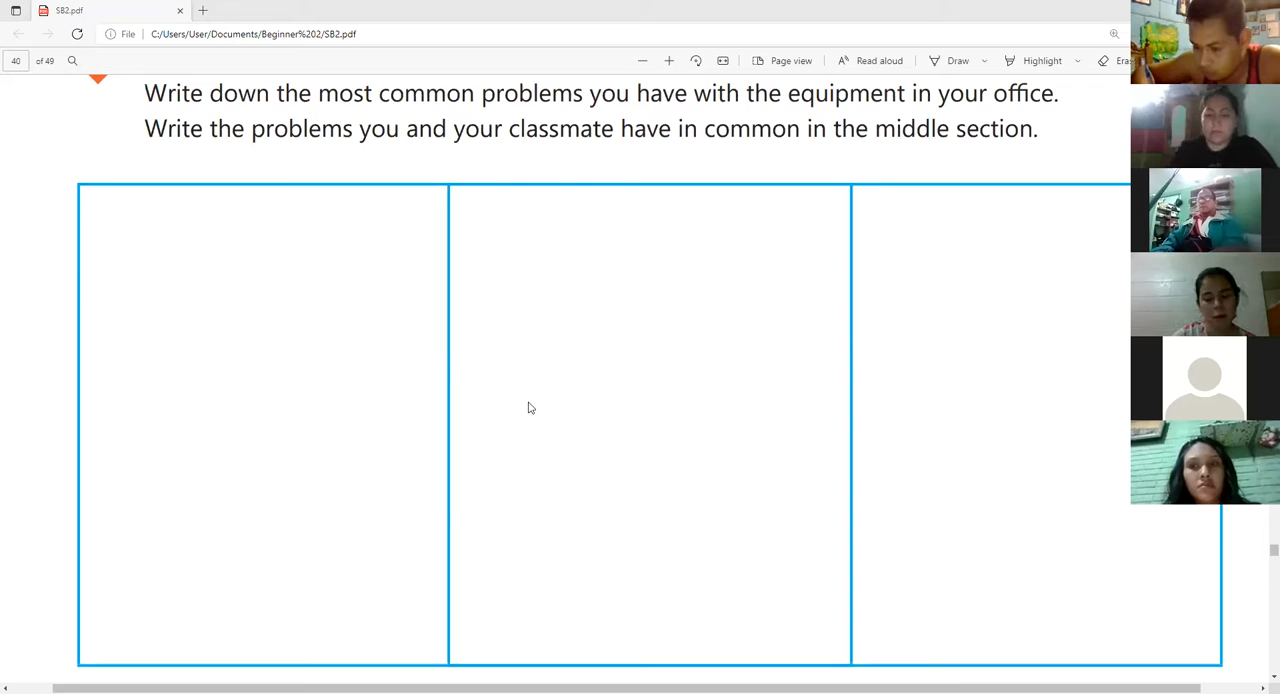 SB2.pdf
File C:/Users/User/Documents/Beginner%202/SB2.pdf
40 of 49 Page view Read aloud Draw Highlight
Write down the most common problems you have with the equipment in your office.
Write the problems you and your classmate have in common in the middle section.